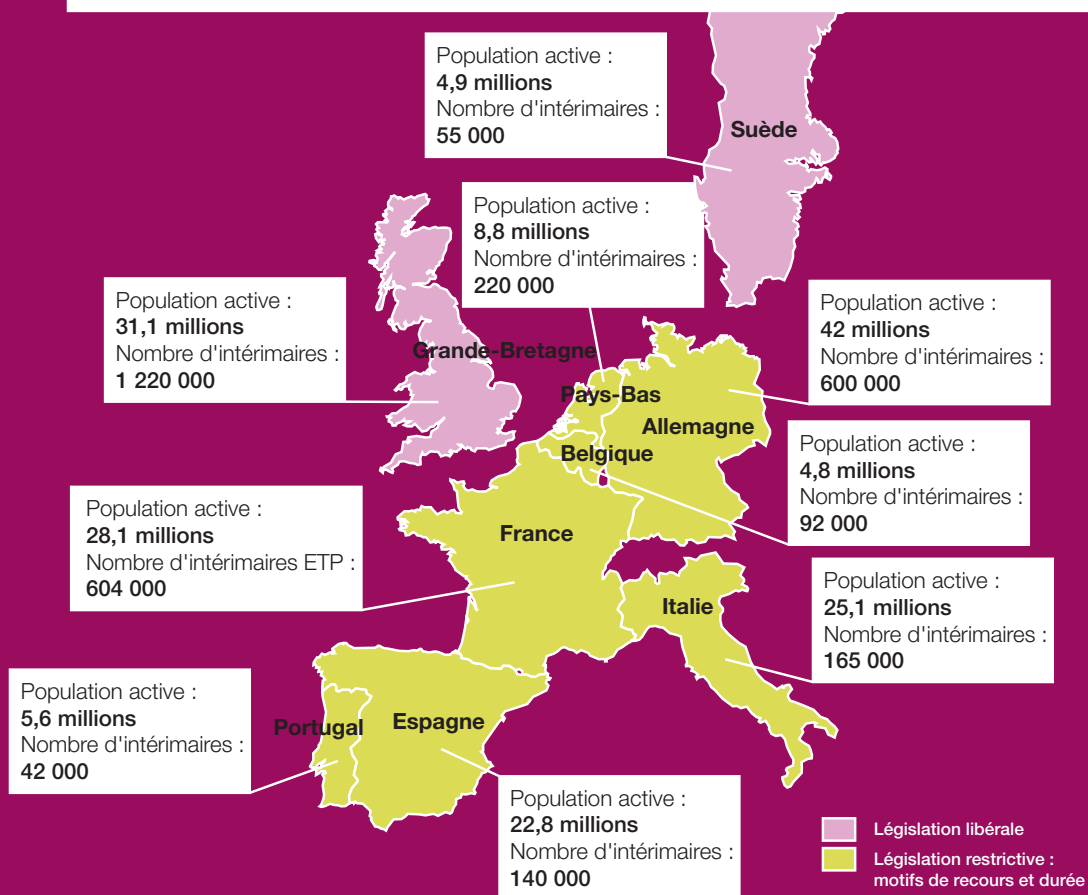 Population active :
4,9 millions
Nombre d'intérimaires :
55 000
Suède
Population active :
8,8 millions
Nombre d'intérimaires :
220 000
Population active :
31,1 millions
Nombre d'intérimaires :
1 220 000
Grande-Bretagne
Population active :
42 millions
Nombre d'intérimaires :
600 000
Pays-Bas
Allemagne
Belgique
Population active :
4,8 millions
Nombre d'intérimaires :
92 000
Population active :
28,1 millions
Nombre d'intérimaires ETP :
604 000
France
Population active :
25,1 millions
Nombre d'intérimaires :
165 000
Italie
Population active :
5,6 millions
Nombre d'intérimaires :
42 000
Portugal
Espagne
Population active :
22,8 millions
Nombre d'intérimaires :
140 000
Législation libérale
Législation restrictive :
motifs de recours et durée